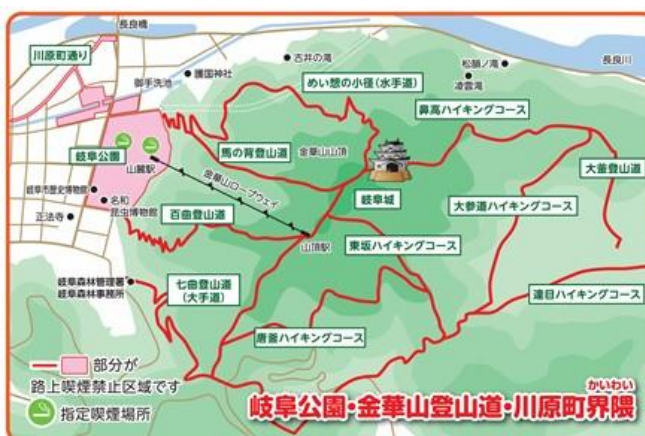 長良橋
川原町通り
御手洗池
護国神社
古井の滝
松韻ノ滝
凌雲滝
長良川
めい想の小径(水手道)
鼻高ハイキングコース
岐阜公園
山麓駅
馬の背登山道
金華山山頂
岐阜城
大釜登山道
金華山ロープウェイ
岐阜市歴史博物館
名和
昆虫博物館
正法寺
百曲登山道
大参道ハイキングコース
山頂駅
東坂ハイキングコース
岐阜森林管理署
岐阜森林事務所
七曲登山道
(大手道)
達目ハイキングコース
唐釜ハイキングコース
部分が
路上喫煙禁止区域です
指定喫煙場所
かいわい
岐阜公園・金華山登山道・川原町界隈